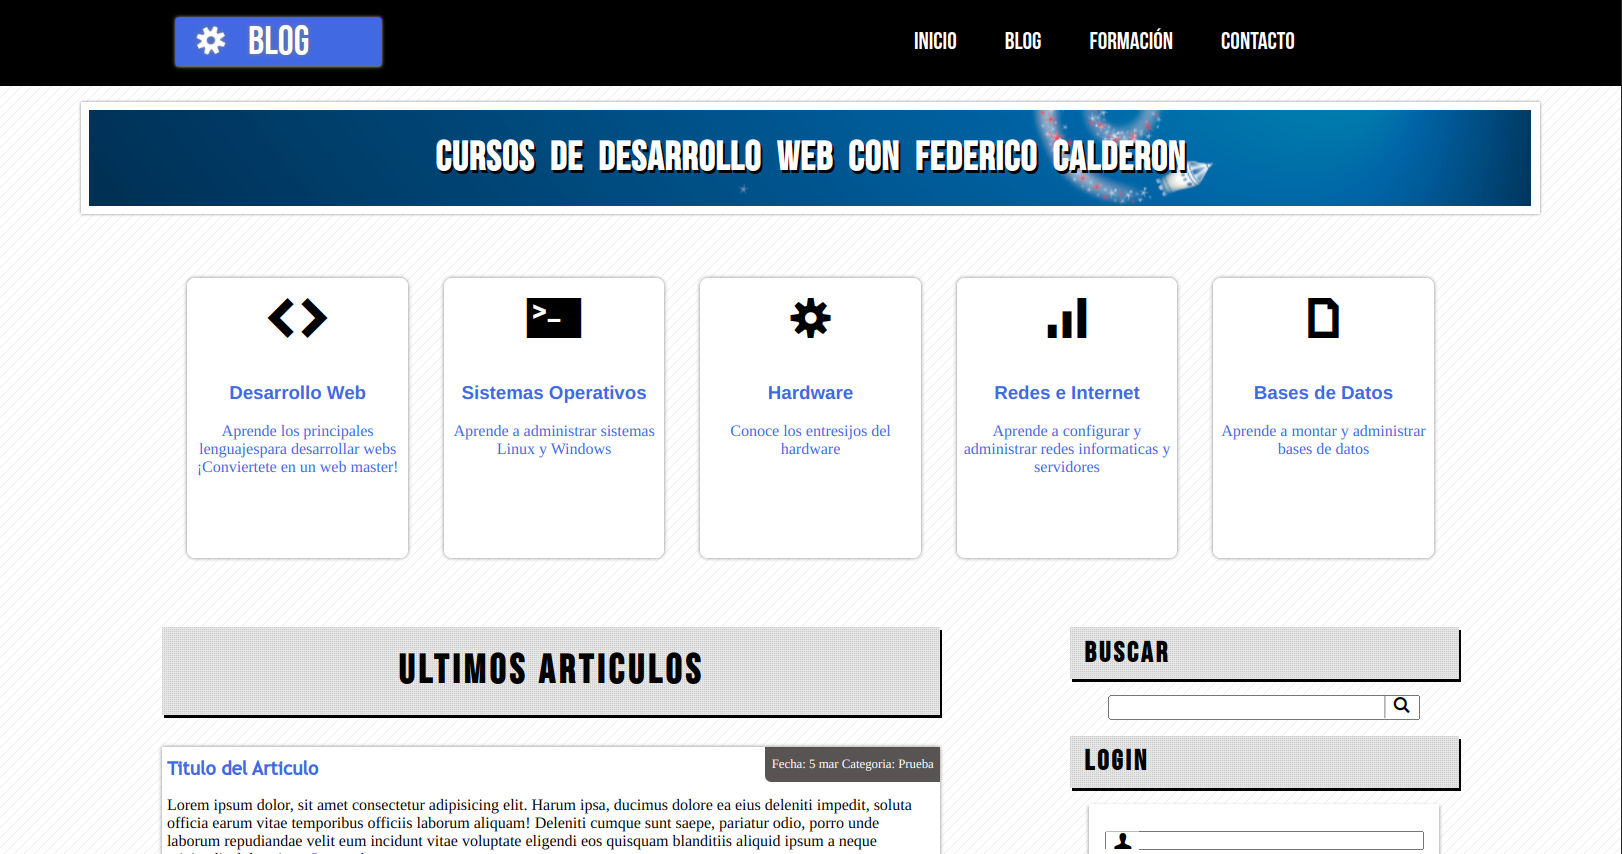 BLOG
INICIO BLOG FORMACIÓN CONTACTO
CURSOS DE DESARROLLO WEB CON FEDERICO CALDERON
Desarrollo Web
Aprende los principales
lenguajespara desarrollar webs
¡Conviertete en un web master!
Sistemas Operativos
Aprende a administrar sistemas
Linux y Windows
Hardware
Conoce los entresijos del
hardware
Redes e Internet
Aprende a configurar y
administrar redes informaticas y
servidores
Bases de Datos
Aprende a montar y administrar
bases de datos
ULTIMOS ARTICULOS
Titulo del Articulo
Fecha: 5 mar Categoria: Prueba
Lorem ipsum dolor, sit amet consectetur adipisicing elit. Harum ipsa, ducimus dolore ea eius deleniti impedit, soluta
officia earum vitae temporibus officiis laborum aliquam! Deleniti cumque sunt saepe, pariatur odio, porro unde
laborum repudiandae velit eum incidunt vitae voluptate eligendi eos quisquam blanditiis aliquid ipsum a neque
BUSCAR
LOGIN